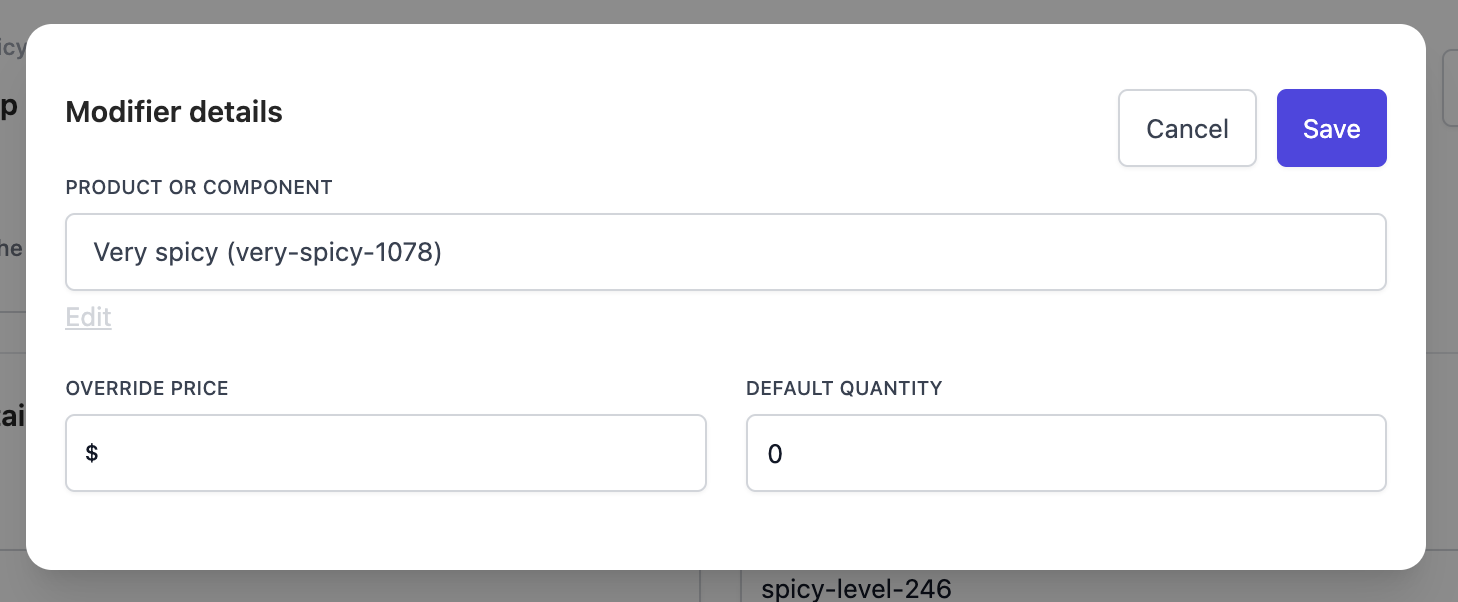 Modifier details
Cancel
Save
PRODUCT OR COMPONENT
Very spicy (very-spicy-1078)
Edit
OVERRIDE PRICE
DEFAULT QUANTITY
$
0
spicy-level-246